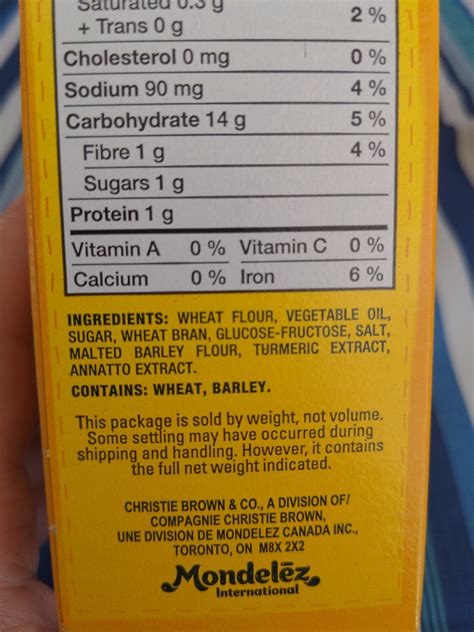 Saturated 0.3 g
+ Trans 0 g 2 %
Cholesterol 0 mg 0 %
Sodium 90 mg 4 %
Carbohydrate 14 g 5 %
Fibre 1 g 4 %
Sugars 1 g
Protein 1 g
Vitamin A 0 % Vitamin C 0 %
Calcium 0 % Iron 6 %
INGREDIENTS: WHEAT FLOUR, VEGETABLE OIL,
SUGAR, WHEAT BRAN, GLUCOSE-FRUCTOSE, SALT,
MALTED BARLEY FLOUR, TURMERIC EXTRACT,
ANNATTO EXTRACT.
CONTAINS: WHEAT, BARLEY.
This package is sold by weight, not volume.
Some settling may have occurred during
shipping and handling. However, it contains
the full net weight indicated.
CHRISTIE BROWN & CO., A DIVISION OF/
COMPAGNIE CHRISTIE BROWN,
UNE DIVISION DE MONDELEZ CANADA INC.,
TORONTO, ON M8X 2X2
Mondelēz
International